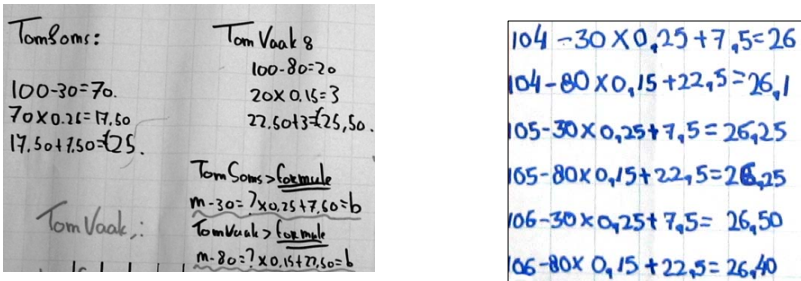 TomSoms:
100-30=70.
70x0.25=17,50
17,50+7,50=€25.
Tom Vaak,:
Tom Vaak 8
100-80=20
20x0,15=3
22,50+3=€25,50.
Tom Soms>formule
m-30=?x0,25+7,50=b
TomVaak>formule
m-80=?x0,15+22,50=b
104-30X0,25+7,5=26
104-80X0,15+22,5=26,1
105-30x0,25+7,5=26,25
105-80x0,15+22,5=26,25
106-30x0,25+7,5= 26,50
106-80x 0,15+22,5= 26,40